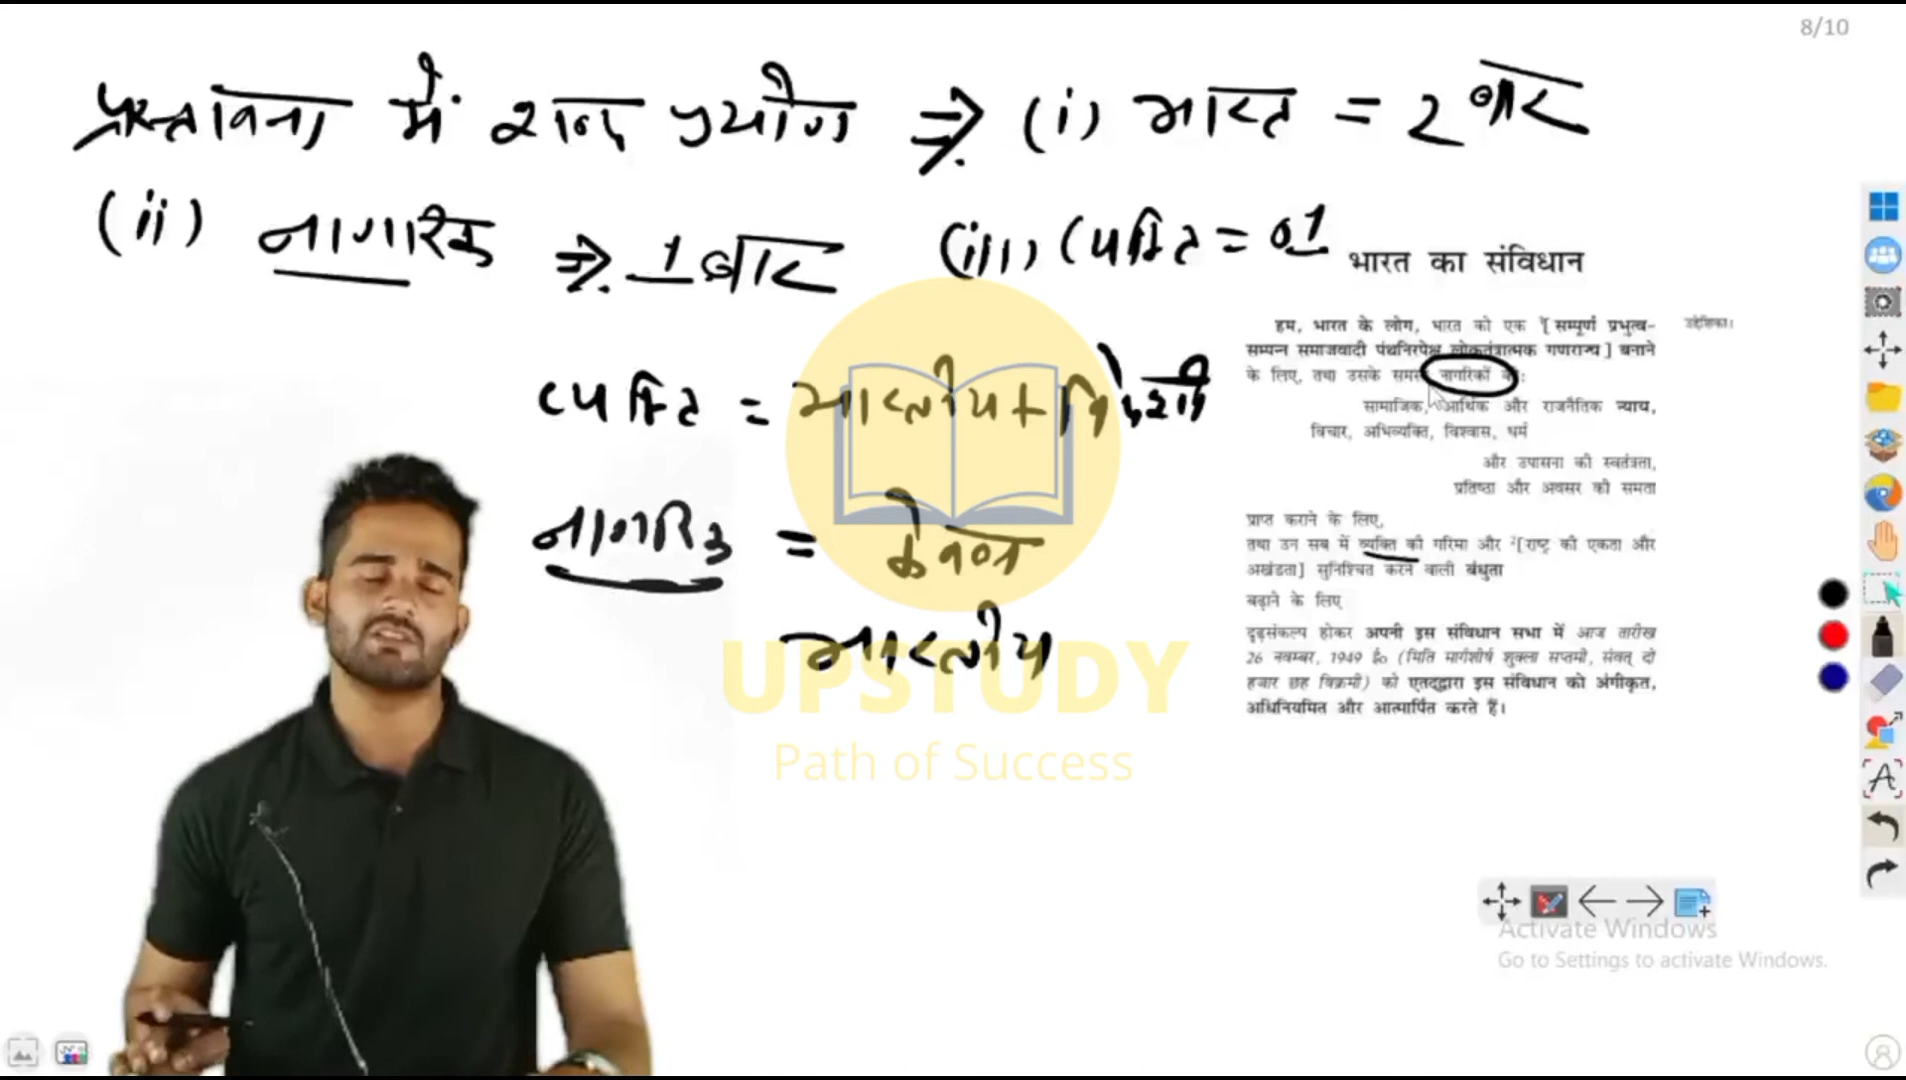 8/10
प्रस्तावना में शब्द प्रयोग ⇒ (i) भारत = 2 बार
(ii) नागरिक ⇒ 1 बार (iii) व्यक्ति = 01
भारत का संविधान
उद्देशिका।
हम, भारत के लोग, भारत को एक ¹[सम्पूर्ण प्रभुत्व-
सम्पन्न समाजवादी पंथनिरपेक्ष लोकतंत्रात्मक गणराज्य] बनाने
के लिए, तथा उसके समस्त नागरिकों को:
सामाजिक, आर्थिक और राजनैतिक न्याय,
विचार, अभिव्यक्ति, विश्वास, धर्म
और उपासना की स्वतंत्रता,
प्रतिष्ठा और अवसर की समता
प्राप्त कराने के लिए,
तथा उन सब में व्यक्ति की गरिमा और ²[राष्ट्र की एकता और
अखंडता] सुनिश्चित करने वाली बंधुता
बढ़ाने के लिए
दृढ़संकल्प होकर अपनी इस संविधान सभा में आज तारीख
26 नवम्बर, 1949 ई० (मिति मार्गशीर्ष शुक्ला सप्तमी, संवत् दो
हजार छह विक्रमी) को एतद्द्वारा इस संविधान को अंगीकृत,
अधिनियमित और आत्मार्पित करते हैं।
व्यक्ति = भारतीय + विदेशी
नागरिक = केवल
भारतीय
UPSTUDY
Path of Success
Activate Windows
Go to Settings to activate Windows.